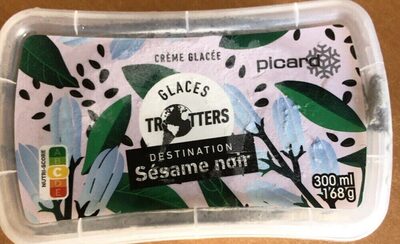 CRÈME GLACÉE
picard
GLACES
TROTTERS
DESTINATION
Sésame noir
NUTRI-SCORE
C
300 ml
168 g